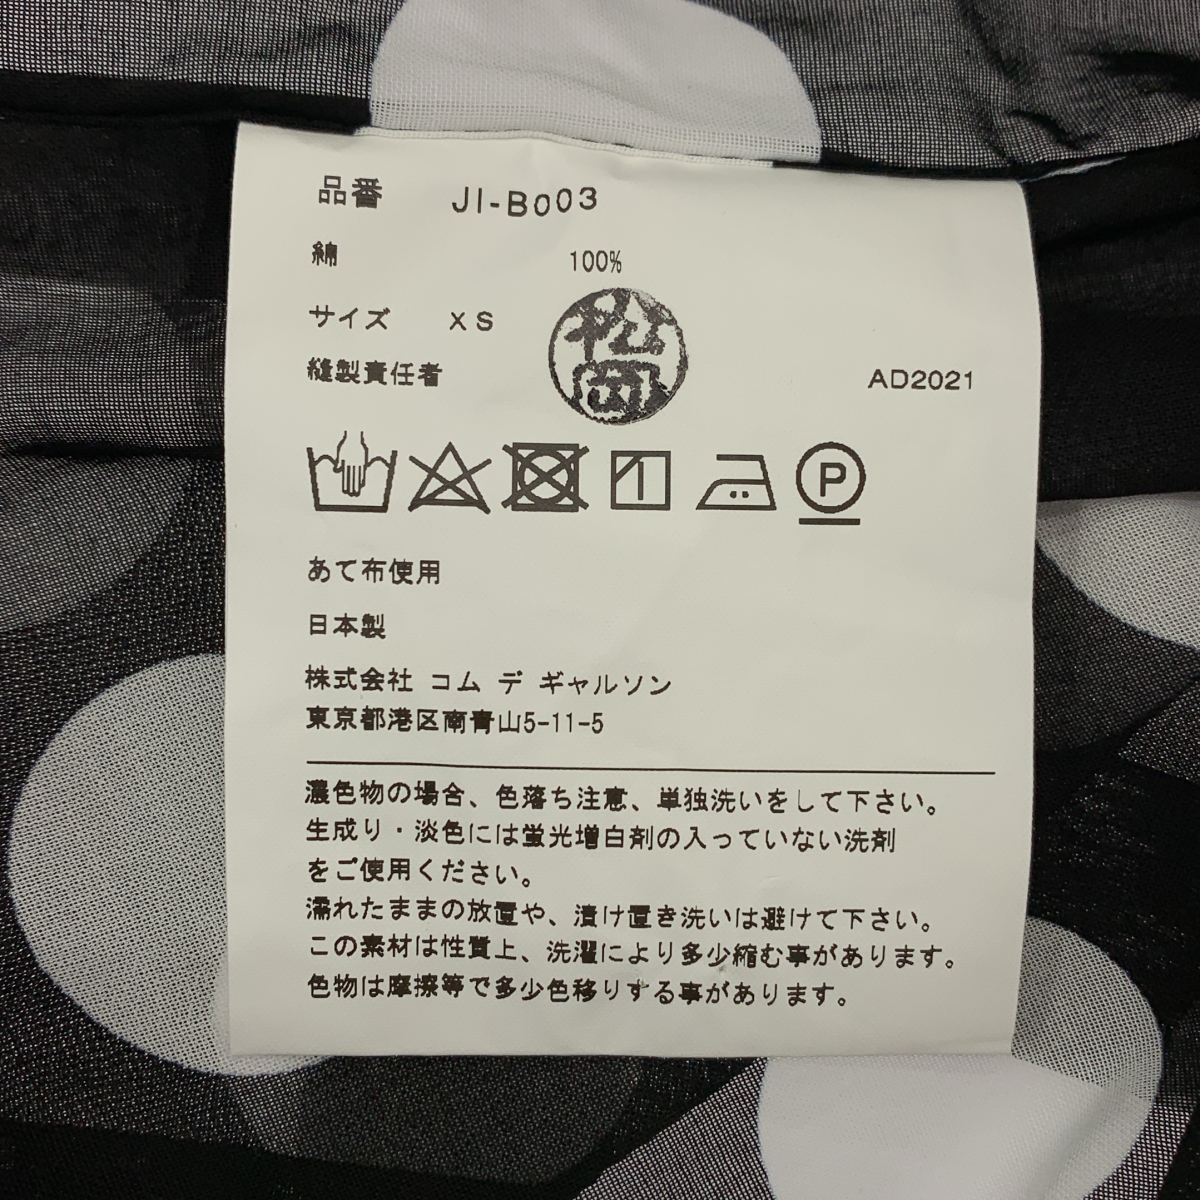 品番 JI-B003
綿 100%
サイズ XS
松岡
縫製責任者 AD2021
P
あて布使用
日本製
株式会社 コム デ ギャルソン
東京都港区南青山5-11-5
濃色物の場合、色落ち注意、単独洗いをして下さい。
生成り・淡色には蛍光増白剤の入っていない洗剤
をご使用ください。
濡れたままの放置や、漬け置き洗いは避けて下さい。
この素材は性質上、洗濯により多少縮む事があります。
色物は摩擦等で多少色移りする事があります。